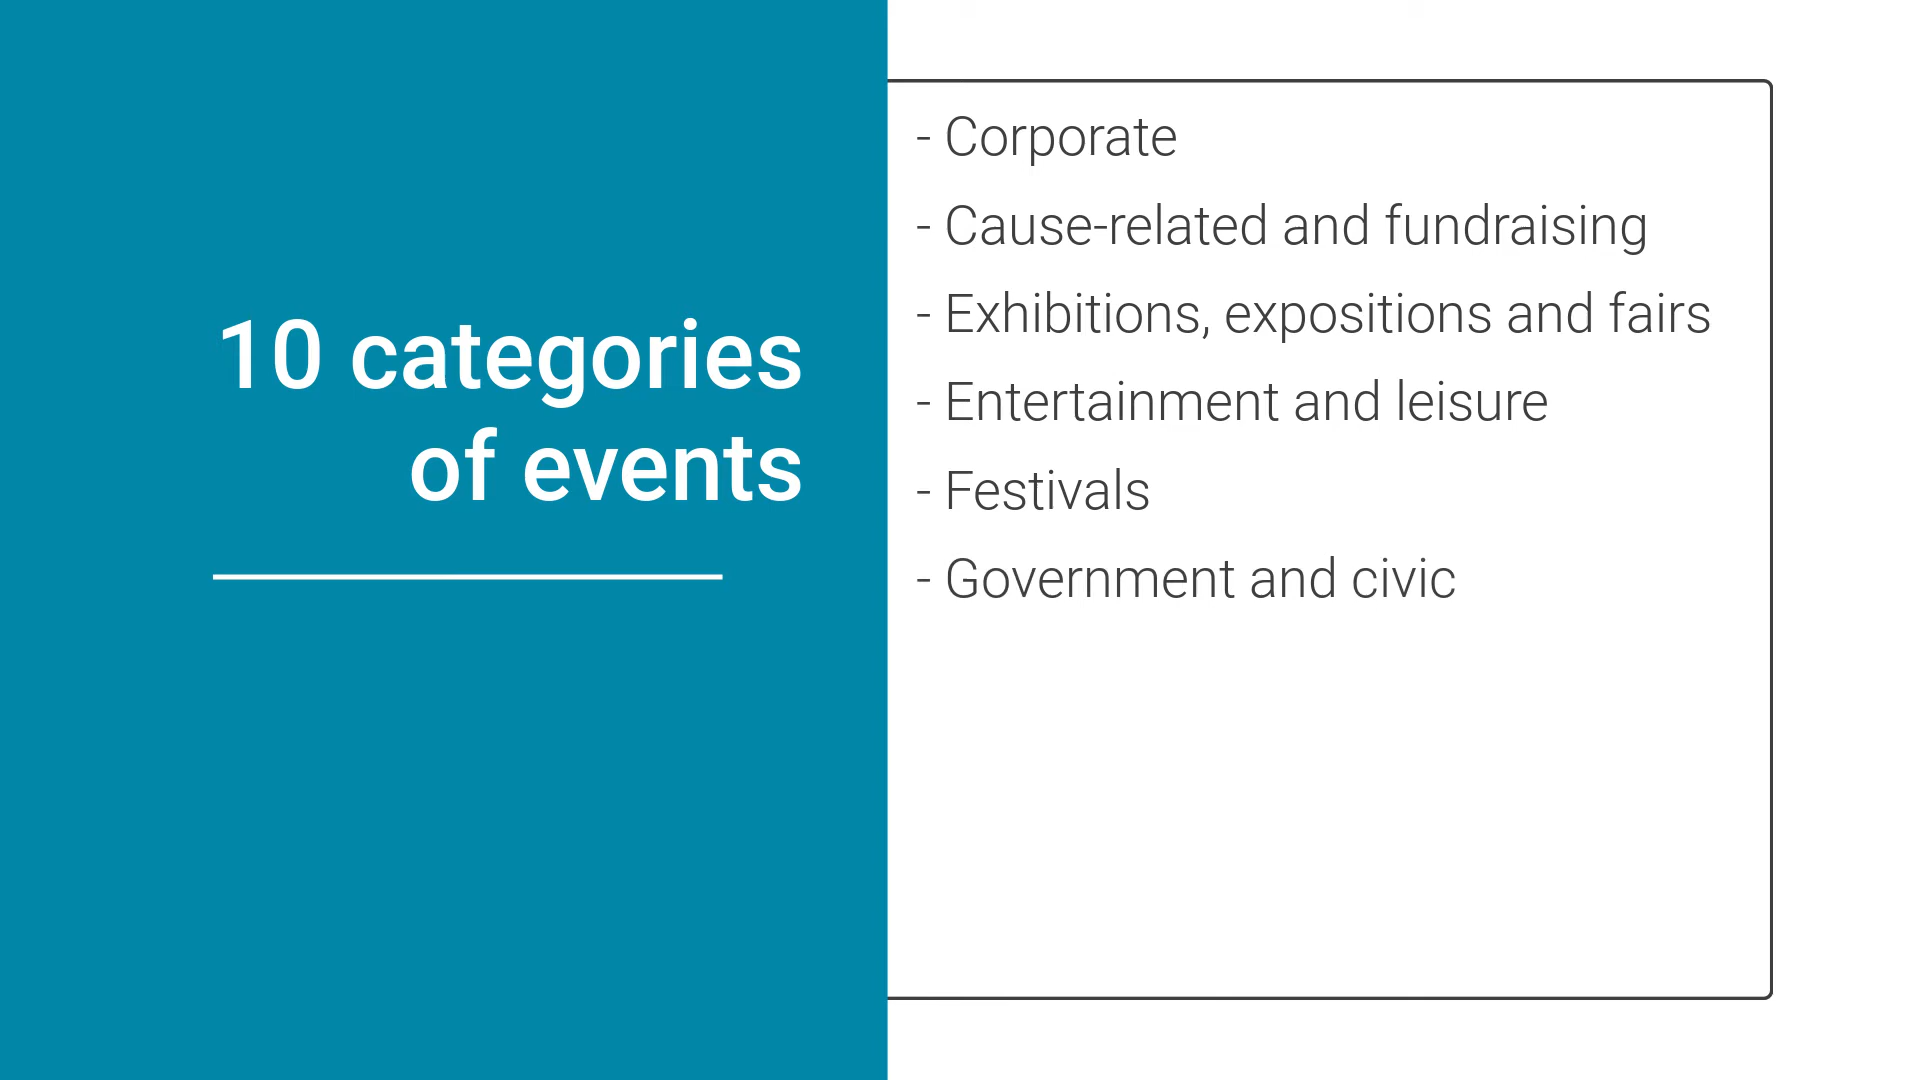 10 categories
of events
- Corporate
- Cause-related and fundraising
- Exhibitions, expositions and fairs
- Entertainment and leisure
- Festivals
- Government and civic